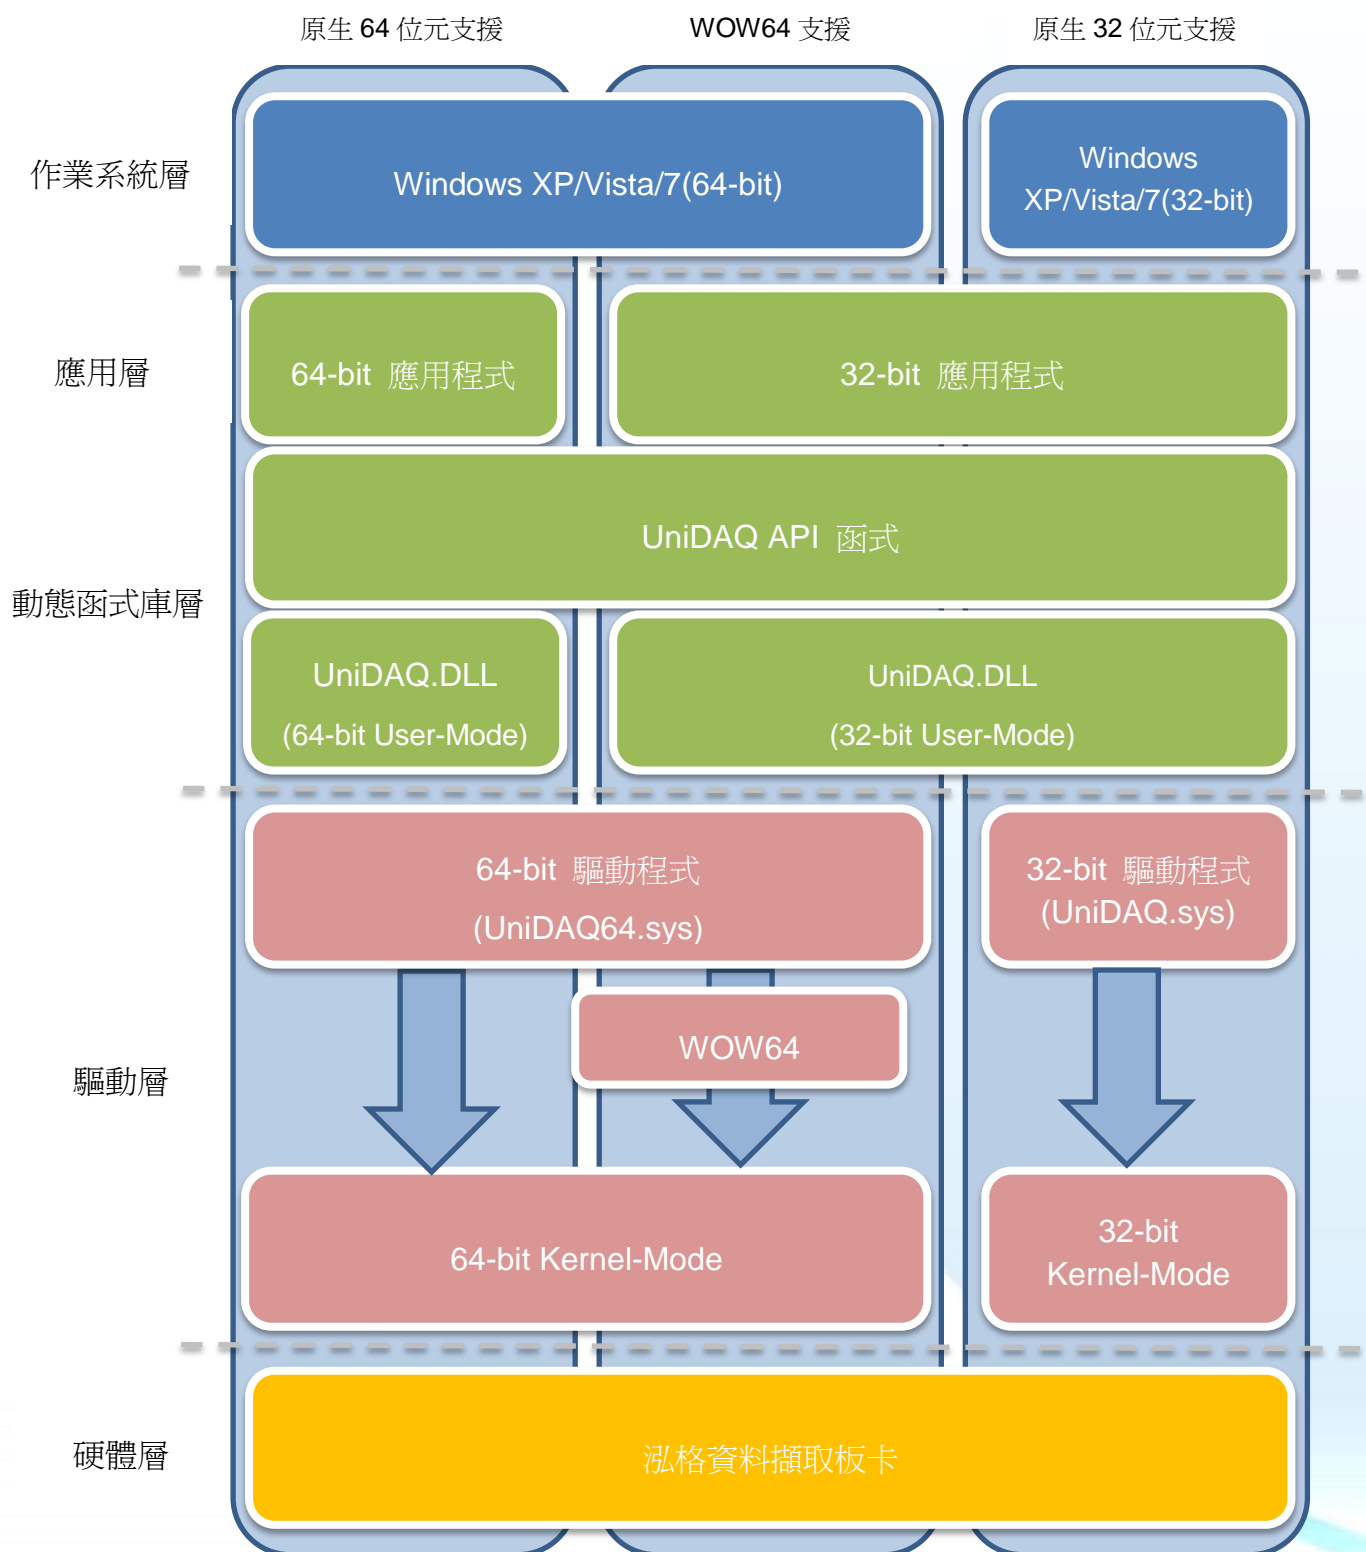 原生 64 位元支援
WOW64 支援
原生 32 位元支援
作業系統層
Windows XP/Vista/7(64-bit)
Windows
XP/Vista/7(32-bit)
應用層
64-bit 應用程式
32-bit 應用程式
UniDAQ API 函式
動態函式庫層
UniDAQ.DLL
(64-bit User-Mode)
UniDAQ.DLL
(32-bit User-Mode)
64-bit 驅動程式
(UniDAQ64.sys)
32-bit 驅動程式
(UniDAQ.sys)
WOW64
驅動層
64-bit Kernel-Mode
32-bit
Kernel-Mode
硬體層
泓格資料擷取板卡